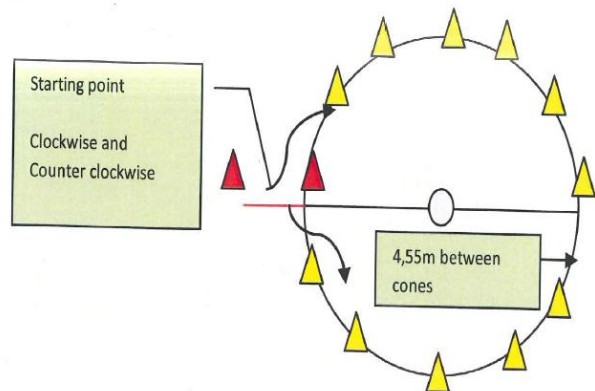 Starting point
Clockwise and
Counter clockwise
4,55m between
cones